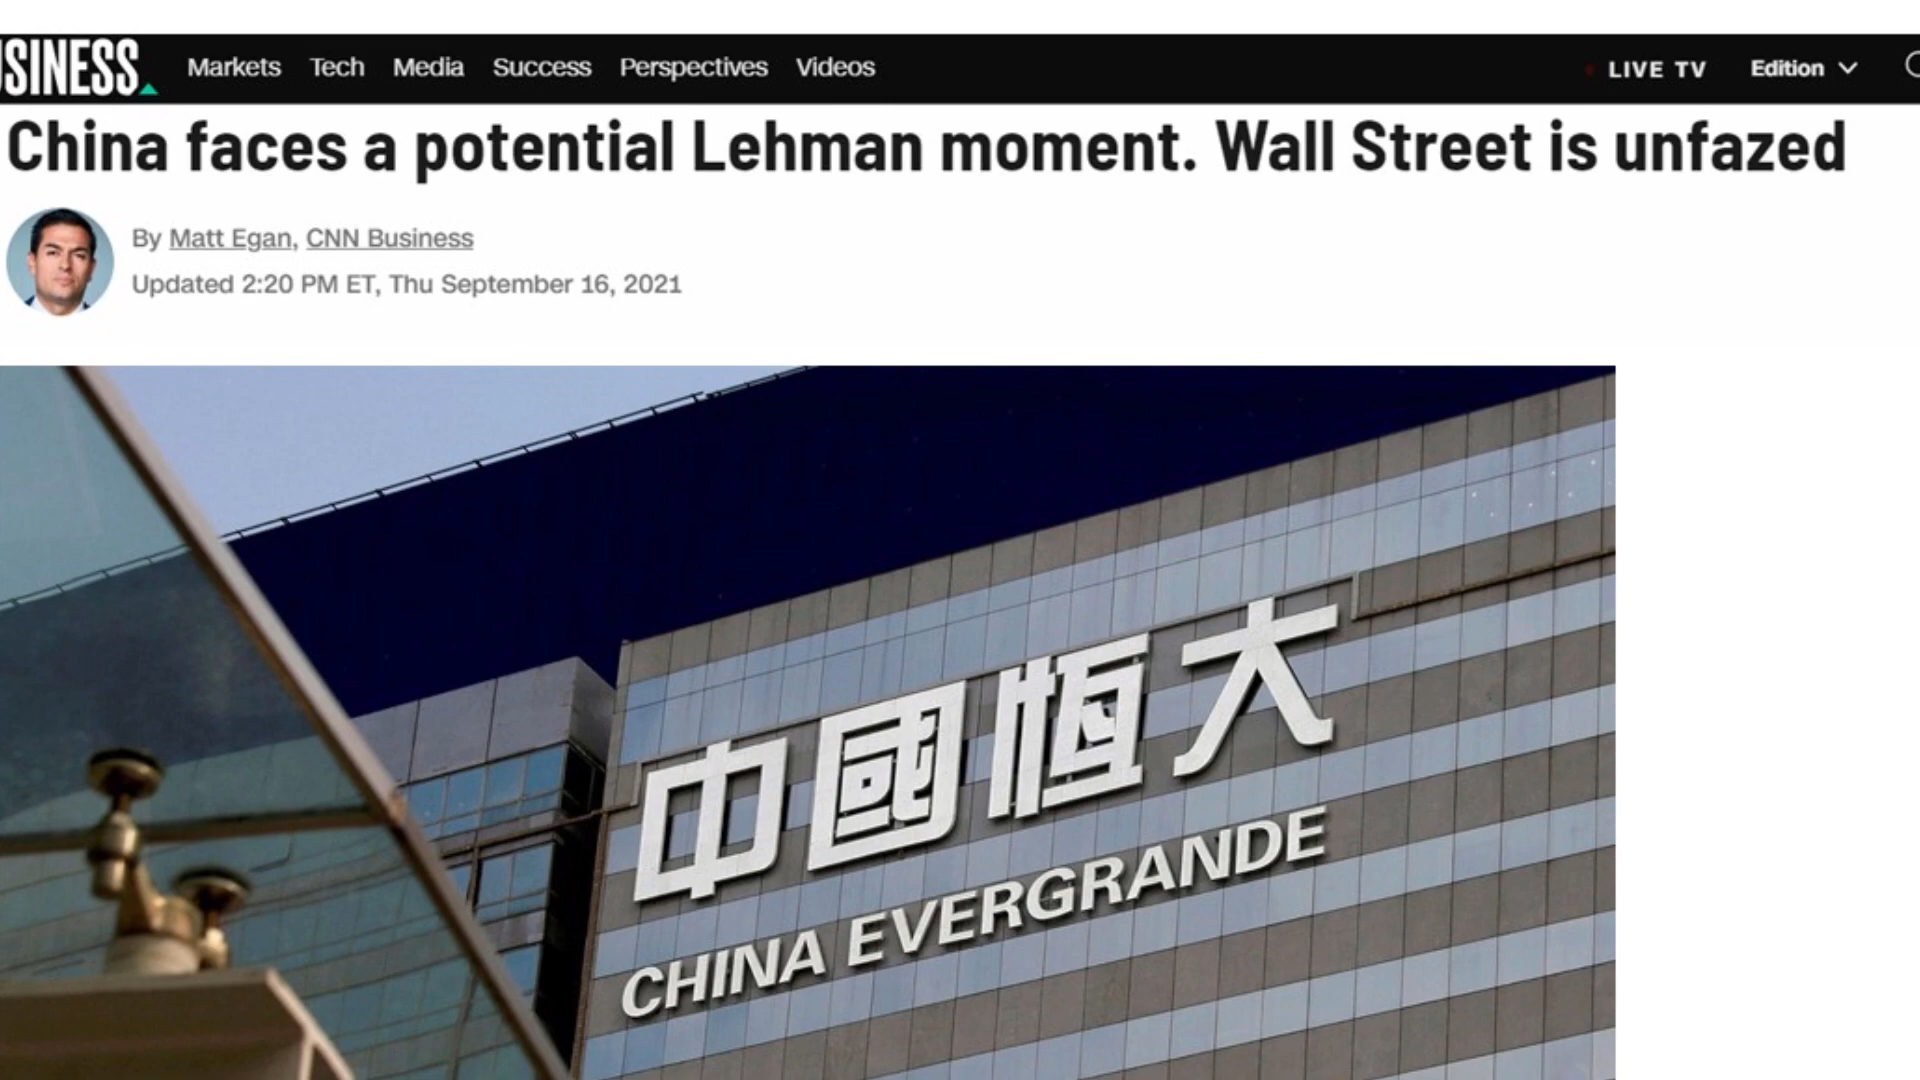 SINESS
Markets Tech Media Success Perspectives Videos LIVE TV Edition
China faces a potential Lehman moment. Wall Street is unfazed
By Matt Egan, CNN Business
Updated 2:20 PM ET, Thu September 16, 2021
中國恆大
CHINA EVERGRANDE